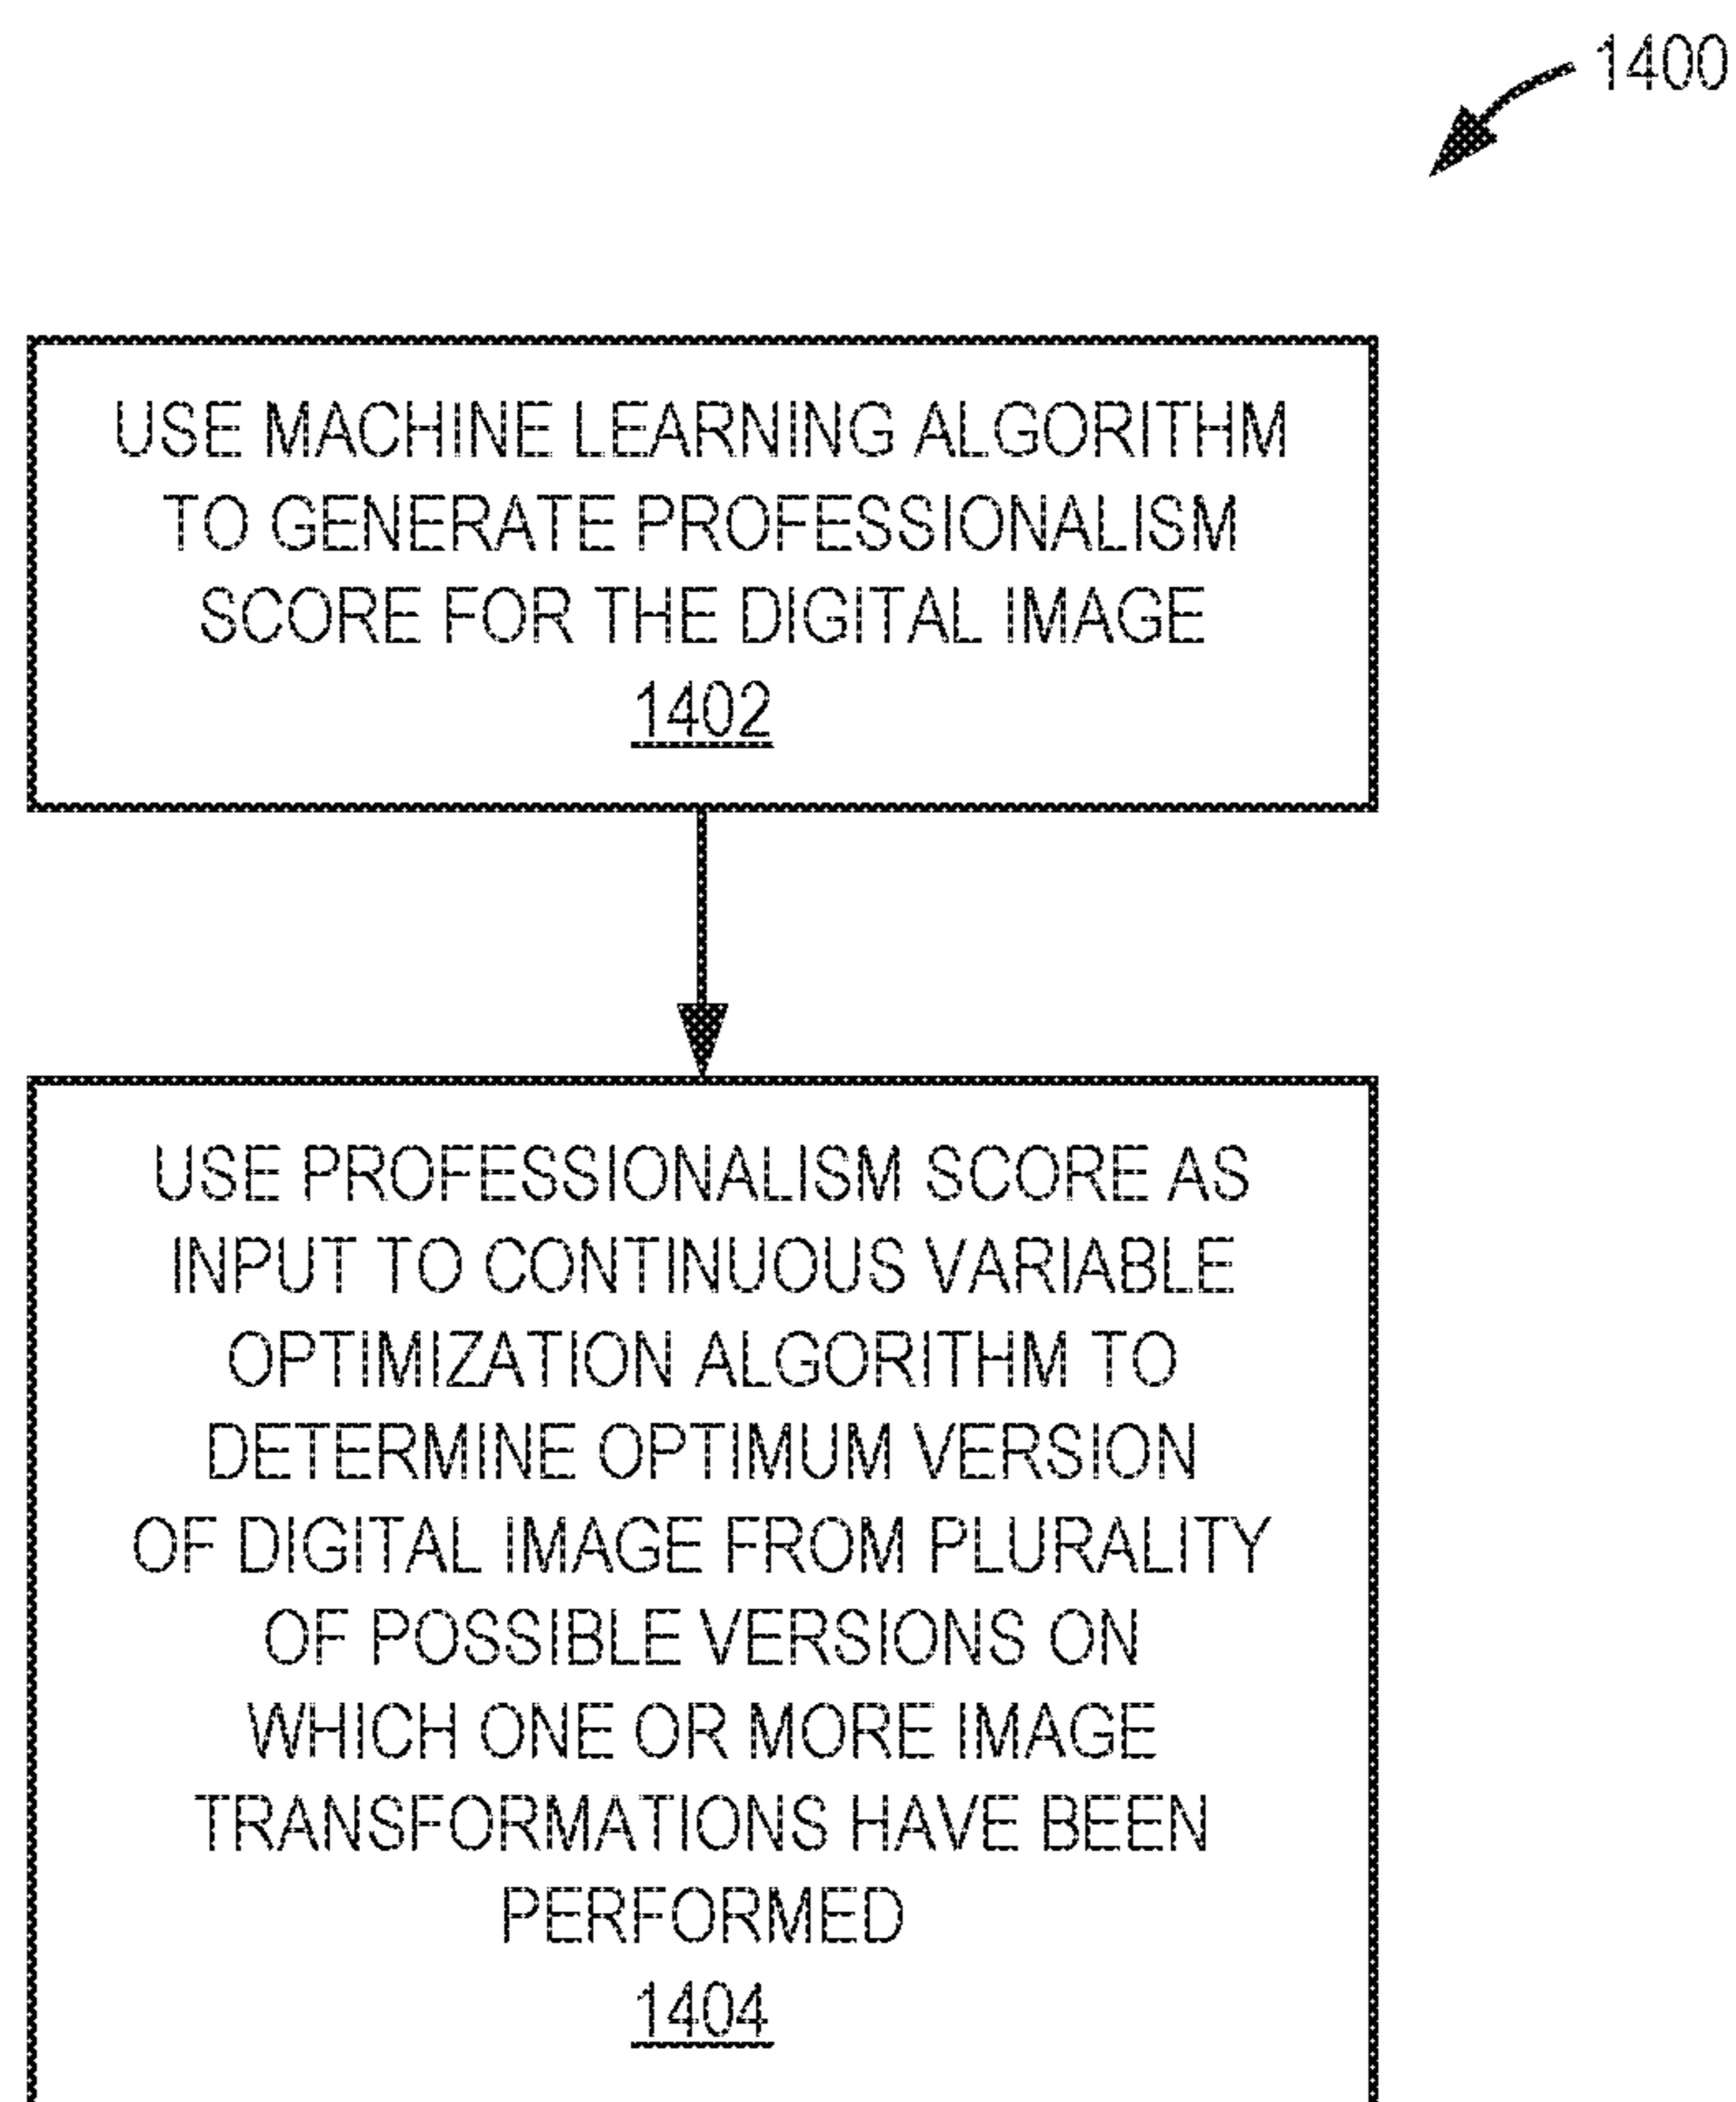 1400
USE MACHINE LEARNING ALGORITHM
TO GENERATE PROFESSIONALISM
SCORE FOR THE DIGITAL IMAGE
1402
USE PROFESSIONALISM SCORE AS
INPUT TO CONTINUOUS VARIABLE
OPTIMIZATION ALGORITHM TO
DETERMINE OPTIMUM VERSION
OF DIGITAL IMAGE FROM PLURALITY
OF POSSIBLE VERSIONS ON
WHICH ONE OR MORE IMAGE
TRANSFORMATIONS HAVE BEEN
PERFORMED
1404